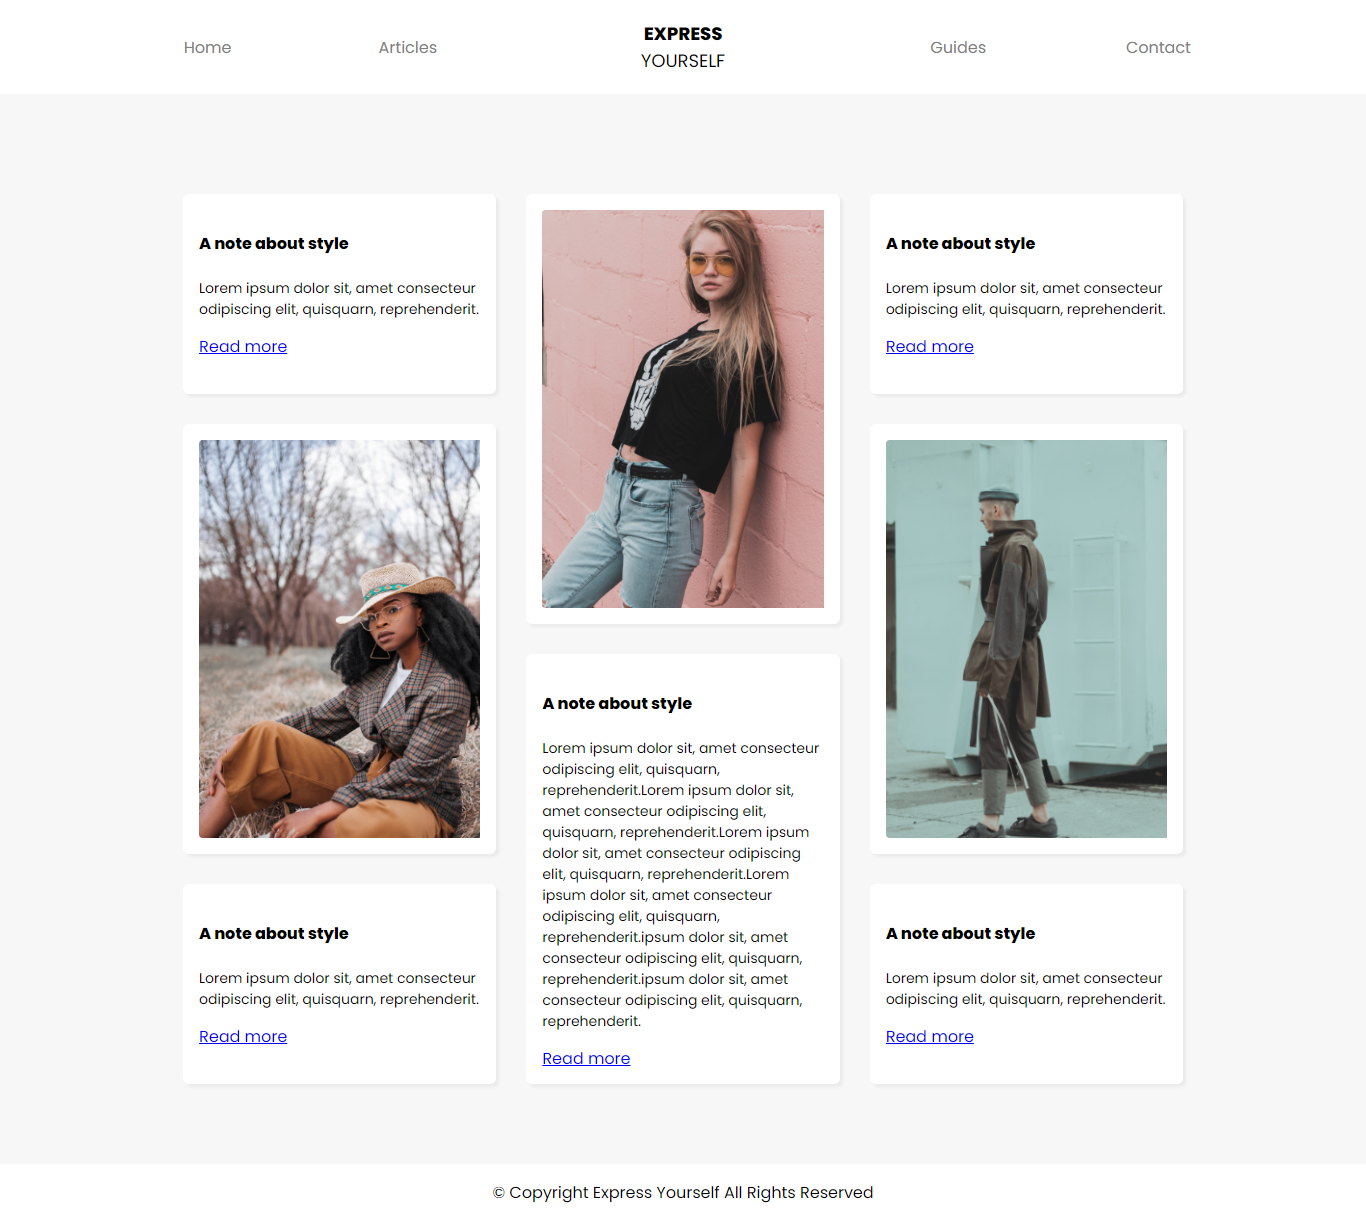 Home
Articles
EXPRESS
YOURSELF
Guides
Contact
A note about style
Lorem ipsum dolor sit, amet consecteur
odipiscing elit, quisquarn, reprehenderit.
Read more
A note about style
Lorem ipsum dolor sit, amet consecteur
odipiscing elit, quisquarn, reprehenderit.
Read more
A note about style
Lorem ipsum dolor sit, amet consecteur
odipiscing elit, quisquarn,
reprehenderit.Lorem ipsum dolor sit,
amet consecteur odipiscing elit,
quisquarn, reprehenderit.Lorem ipsum
dolor sit, amet consecteur odipiscing
elit, quisquarn, reprehenderit.Lorem
ipsum dolor sit, amet consecteur
odipiscing elit, quisquarn,
reprehenderit.ipsum dolor sit, amet
consecteur odipiscing elit, quisquarn,
reprehenderit.ipsum dolor sit, amet
consecteur odipiscing elit, quisquarn,
reprehenderit.
Read more
A note about style
Lorem ipsum dolor sit, amet consecteur
odipiscing elit, quisquarn, reprehenderit.
Read more
A note about style
Lorem ipsum dolor sit, amet consecteur
odipiscing elit, quisquarn, reprehenderit.
Read more
© Copyright Express Yourself All Rights Reserved